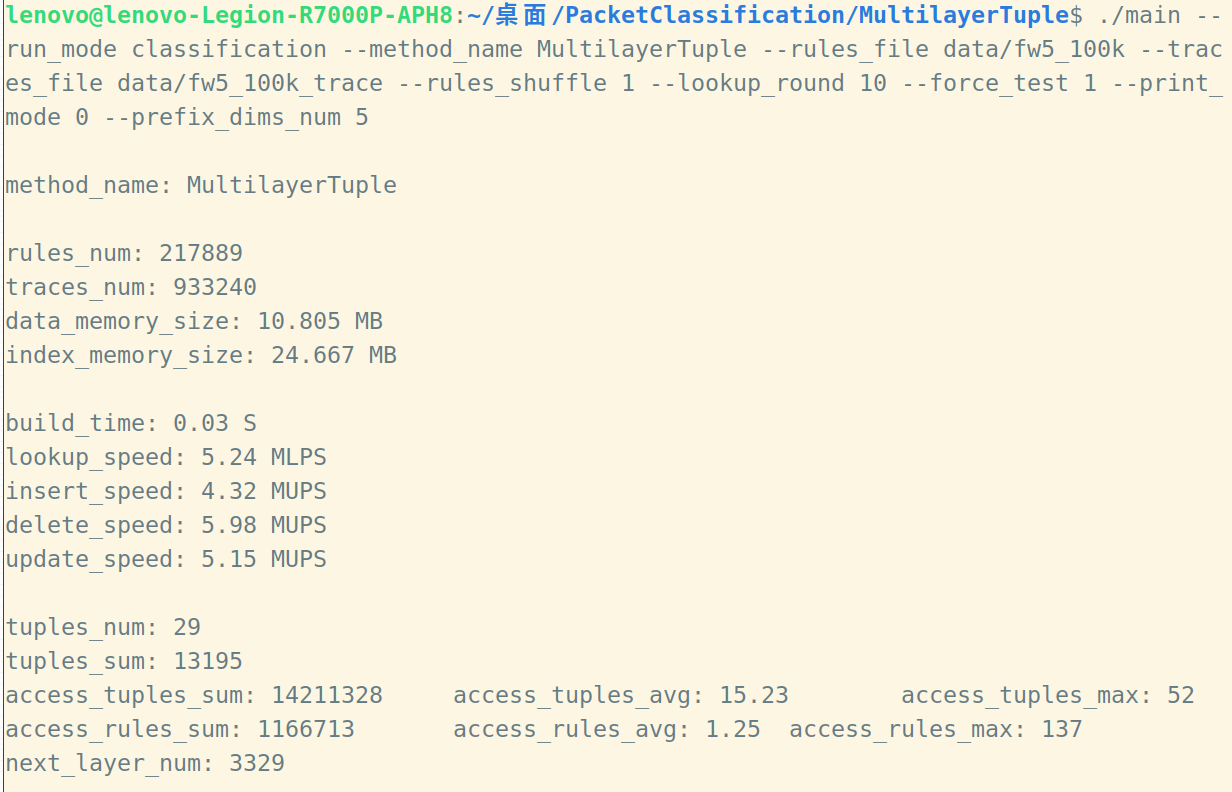 lenovo@lenovo-Legion-R7000P-APH8:~/桌面/PacketClassification/MultilayerTuple$ ./main --
run_mode classification --method_name MultilayerTuple --rules_file data/fw5_100k --trac
es_file data/fw5_100k_trace --rules_shuffle 1 --lookup_round 10 --force_test 1 --print_
mode 0 --prefix_dims_num 5
method_name: MultilayerTuple
rules_num: 217889
traces_num: 933240
data_memory_size: 10.805 MB
index_memory_size: 24.667 MB
build_time: 0.03 S
lookup_speed: 5.24 MLPS
insert_speed: 4.32 MUPS
delete_speed: 5.98 MUPS
update_speed: 5.15 MUPS
tuples_num: 29
tuples_sum: 13195
access_tuples_sum: 14211328     access_tuples_avg: 15.23        access_tuples_max: 52
access_rules_sum: 1166713       access_rules_avg: 1.25  access_rules_max: 137
next_layer_num: 3329